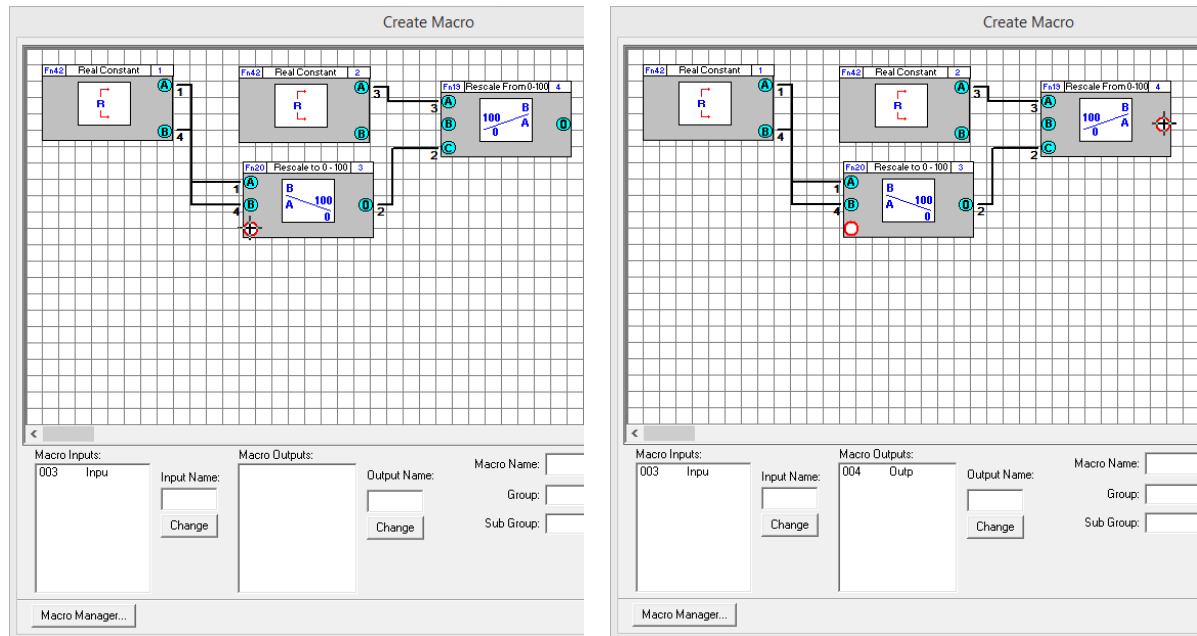 Create Macro
Fn42 Real Constant 1
A
1
R
B
4
Fn42 Real Constant 2
A
3
R
B
Fn19 Rescale From 0-100 4
3
A
B
100
B
0
A
O
2
C
Fn20 Rescale to 0 - 100 3
1
A
B
4
B
A
100
0
O
2
<
Macro Inputs:
003 Inpu
Input Name:
Change
Macro Outputs:
Output Name:
Change
Macro Name:
Group:
Sub Group:
Macro Manager...
Create Macro
Fn42 Real Constant 1
A
1
R
B
4
Fn42 Real Constant 2
A
3
R
B
Fn19 Rescale From 0-100 4
3
A
B
100
B
0
A
2
C
Fn20 Rescale to 0 - 100 3
1
A
B
4
B
A
100
0
O
2
<
Macro Inputs:
003 Inpu
Input Name:
Change
Macro Outputs:
004 Outp
Output Name:
Change
Macro Name:
Group:
Sub Group:
Macro Manager...